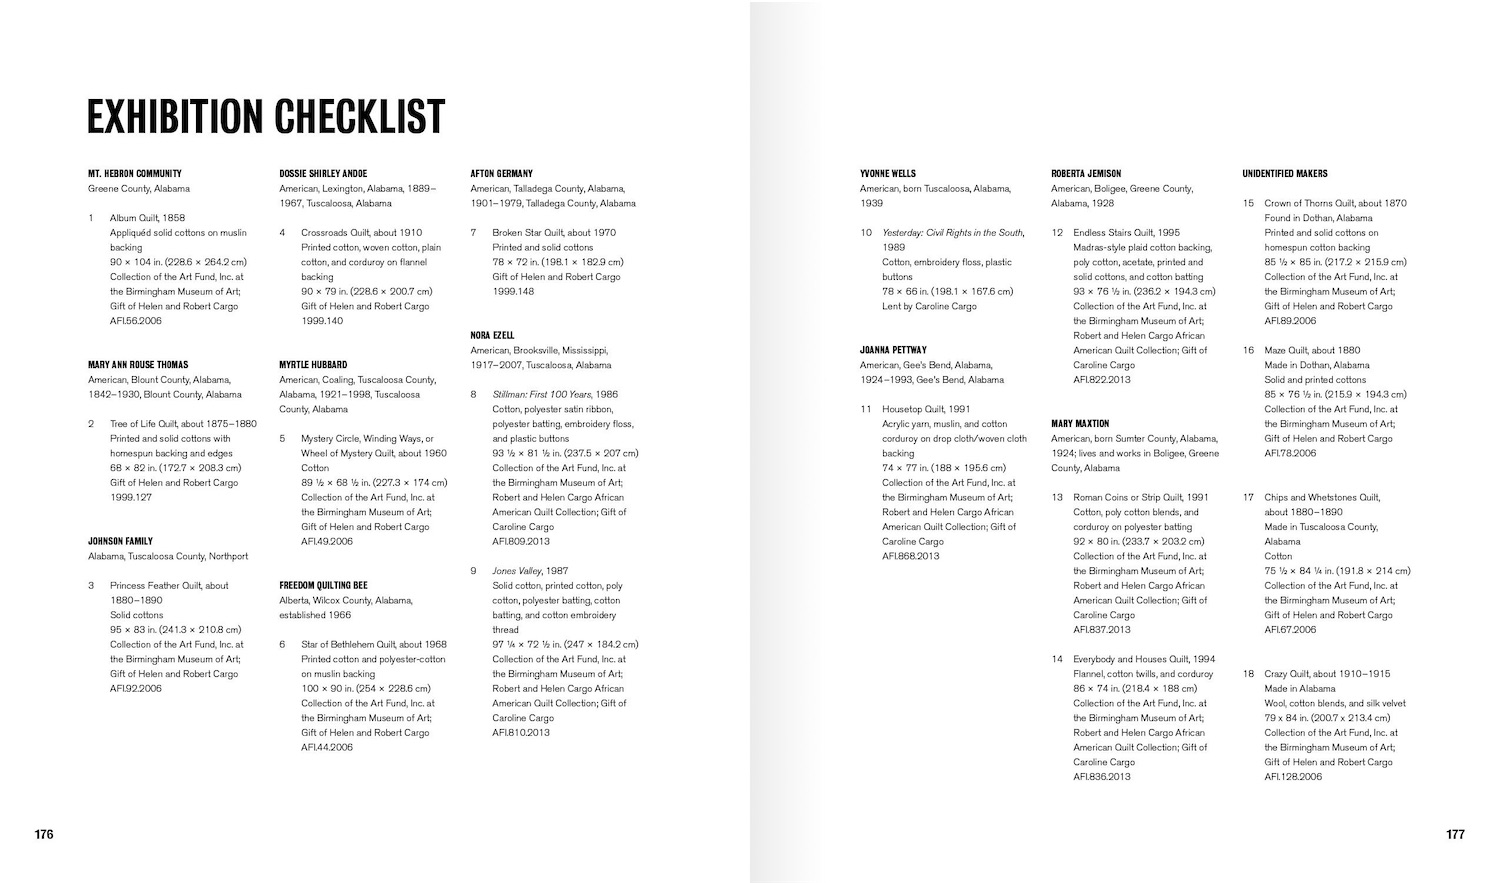 EXHIBITION CHECKLIST
MT. HEBRON COMMUNITY
Greene County, Alabama
1 Album Quilt, 1858
Appliquéd solid cottons on muslin
backing
90 × 104 in. (228.6 × 264.2 cm)
Collection of the Art Fund, Inc. at
the Birmingham Museum of Art;
Gift of Helen and Robert Cargo
AFI.56.2006
MARY ANN ROUSE THOMAS
American, Blount County, Alabama,
1842–1930, Blount County, Alabama
2 Tree of Life Quilt, about 1875–1880
Printed and solid cottons with
homespun backing and edges
68 × 82 in. (172.7 × 208.3 cm)
Gift of Helen and Robert Cargo
1999.127
JOHNSON FAMILY
Alabama, Tuscaloosa County, Northport
3 Princess Feather Quilt, about
1880–1890
Solid cottons
95 × 83 in. (241.3 × 210.8 cm)
Collection of the Art Fund, Inc. at
the Birmingham Museum of Art;
Gift of Helen and Robert Cargo
AFI.92.2006
DOSSIE SHIRLEY ANDOE
American, Lexington, Alabama, 1889–
1967, Tuscaloosa, Alabama
4 Crossroads Quilt, about 1910
Printed cotton, woven cotton, plain
cotton, and corduroy on flannel
backing
90 × 79 in. (228.6 × 200.7 cm)
Gift of Helen and Robert Cargo
1999.140
MYRTLE HUBBARD
American, Coaling, Tuscaloosa County,
Alabama, 1921–1998, Tuscaloosa
County, Alabama
5 Mystery Circle, Winding Ways, or
Wheel of Mystery Quilt, about 1960
Cotton
89 ½ × 68 ½ in. (227.3 × 174 cm)
Collection of the Art Fund, Inc. at
the Birmingham Museum of Art;
Gift of Helen and Robert Cargo
AFI.49.2006
FREEDOM QUILTING BEE
Alberta, Wilcox County, Alabama,
established 1966
6 Star of Bethlehem Quilt, about 1968
Printed cotton and polyester-cotton
on muslin backing
100 × 90 in. (254 × 228.6 cm)
Collection of the Art Fund, Inc. at
the Birmingham Museum of Art;
Gift of Helen and Robert Cargo
AFI.44.2006
AFTON GERMANY
American, Talladega County, Alabama,
1901–1979, Talladega County, Alabama
7 Broken Star Quilt, about 1970
Printed and solid cottons
78 × 72 in. (198.1 × 182.9 cm)
Gift of Helen and Robert Cargo
1999.148
NORA EZELL
American, Brooksville, Mississippi,
1917–2007, Tuscaloosa, Alabama
8 Stillman: First 100 Years, 1986
Cotton, polyester satin ribbon,
polyester batting, embroidery floss,
and plastic buttons
93 ½ × 81 ½ in. (237.5 × 207 cm)
Collection of the Art Fund, Inc. at
the Birmingham Museum of Art;
Robert and Helen Cargo African
American Quilt Collection; Gift of
Caroline Cargo
AFI.809.2013
9 Jones Valley, 1987
Solid cotton, printed cotton, poly
cotton, polyester batting, cotton
batting, and cotton embroidery
thread
97 ¼ × 72 ½ in. (247 × 184.2 cm)
Collection of the Art Fund, Inc. at
the Birmingham Museum of Art;
Robert and Helen Cargo African
American Quilt Collection; Gift of
Caroline Cargo
AFI.810.2013
176
YVONNE WELLS
American, born Tuscaloosa, Alabama,
1939
10 Yesterday: Civil Rights in the South,
1989
Cotton, embroidery floss, plastic
buttons
78 × 66 in. (198.1 × 167.6 cm)
Lent by Caroline Cargo
JOANNA PETTWAY
American, Gee's Bend, Alabama,
1924–1993, Gee's Bend, Alabama
11 Housetop Quilt, 1991
Acrylic yarn, muslin, and cotton
corduroy on drop cloth/woven cloth
backing
74 × 77 in. (188 × 195.6 cm)
Collection of the Art Fund, Inc. at
the Birmingham Museum of Art;
Robert and Helen Cargo African
American Quilt Collection; Gift of
Caroline Cargo
AFI.868.2013
ROBERTA JEMISON
American, Boligee, Greene County,
Alabama, 1928
12 Endless Stairs Quilt, 1995
Madras-style plaid cotton backing,
poly cotton, acetate, printed and
solid cottons, and cotton batting
93 × 76 ½ in. (236.2 × 194.3 cm)
Collection of the Art Fund, Inc. at
the Birmingham Museum of Art;
Robert and Helen Cargo African
American Quilt Collection; Gift of
Caroline Cargo
AFI.822.2013
MARY MAXTION
American, born Sumter County, Alabama,
1924; lives and works in Boligee, Greene
County, Alabama
13 Roman Coins or Strip Quilt, 1991
Cotton, poly cotton blends, and
corduroy on polyester batting
92 × 80 in. (233.7 × 203.2 cm)
Collection of the Art Fund, Inc. at
the Birmingham Museum of Art;
Robert and Helen Cargo African
American Quilt Collection; Gift of
Caroline Cargo
AFI.837.2013
14 Everybody and Houses Quilt, 1994
Flannel, cotton twills, and corduroy
86 × 74 in. (218.4 × 188 cm)
Collection of the Art Fund, Inc. at
the Birmingham Museum of Art;
Robert and Helen Cargo African
American Quilt Collection; Gift of
Caroline Cargo
AFI.836.2013
UNIDENTIFIED MAKERS
15 Crown of Thorns Quilt, about 1870
Found in Dothan, Alabama
Printed and solid cottons on
homespun cotton backing
85 ½ × 85 in. (217.2 × 215.9 cm)
Collection of the Art Fund, Inc. at
the Birmingham Museum of Art;
Gift of Helen and Robert Cargo
AFI.89.2006
16 Maze Quilt, about 1880
Made in Dothan, Alabama
Solid and printed cottons
85 × 76 ½ in. (215.9 × 194.3 cm)
Collection of the Art Fund, Inc. at
the Birmingham Museum of Art;
Gift of Helen and Robert Cargo
AFI.78.2006
17 Chips and Whetstones Quilt,
about 1880–1890
Made in Tuscaloosa County,
Alabama
Cotton
75 ½ × 84 ¼ in. (191.8 × 214 cm)
Collection of the Art Fund, Inc. at
the Birmingham Museum of Art;
Gift of Helen and Robert Cargo
AFI.67.2006
18 Crazy Quilt, about 1910–1915
Made in Alabama
Wool, cotton blends, and silk velvet
79 x 84 in. (200.7 x 213.4 cm)
Collection of the Art Fund, Inc. at
the Birmingham Museum of Art;
Gift of Helen and Robert Cargo
AFI.128.2006
177